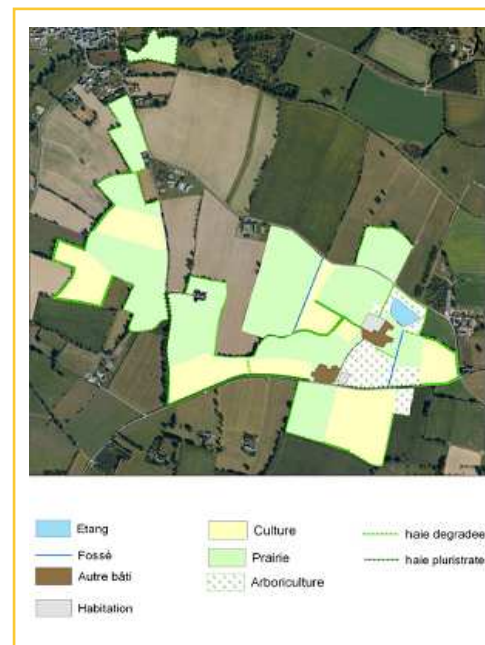 Etang
Fossé
Autre bâti
Habitation
Culture
Prairie
Arboriculture
haie degradee
haie pluristrate